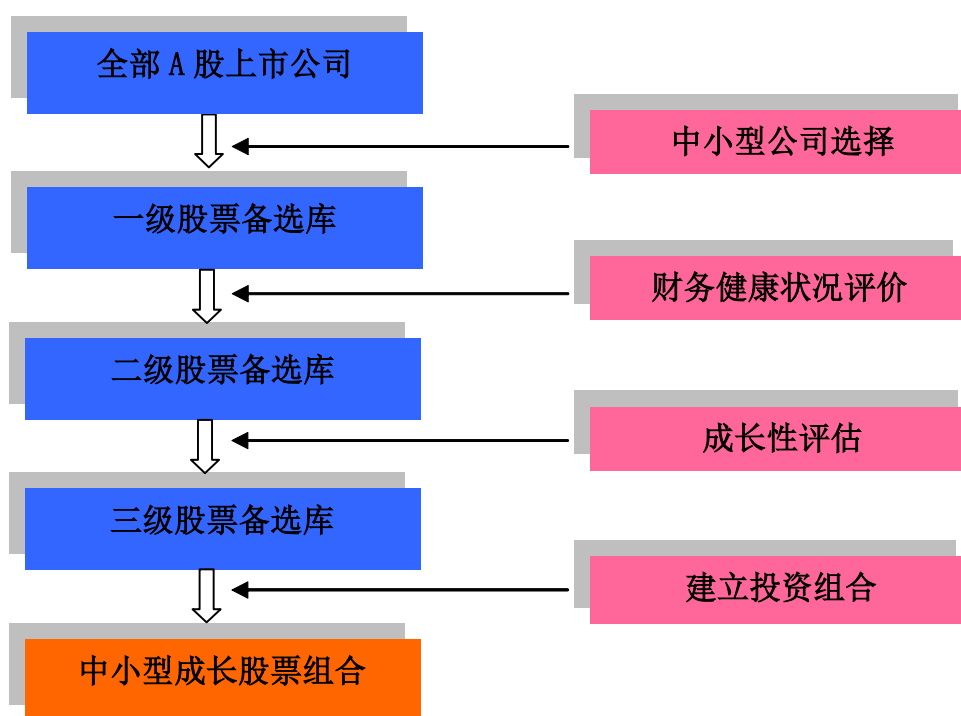 全部A股上市公司
中小型公司选择
一级股票备选库
财务健康状况评价
二级股票备选库
成长性评估
三级股票备选库
建立投资组合
中小型成长股票组合